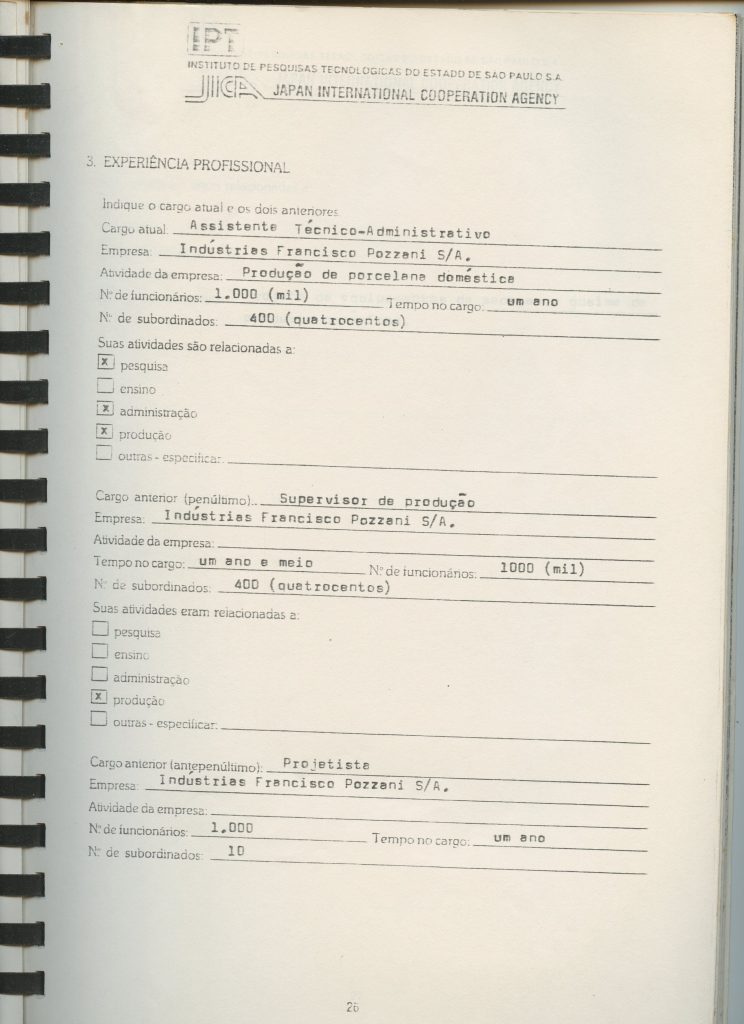 IPT
INSTITUTO DE PESQUISAS TECNOLÓGICAS DO ESTADO DE SÃO PAULO S.A.
JICA JAPAN INTERNATIONAL COOPERATION AGENCY
3. EXPERIÊNCIA PROFISSIONAL
Indique o cargo atual e os dois anteriores
Cargo atual: Assistente Técnico-Administrativo
Empresa: Indústrias Francisco Pozzani S/A.
Atividade da empresa: Produção de porcelana doméstica
N.º de funcionários: 1.000 (mil) Tempo no cargo: um ano
N.º de subordinados: 400 (quatrocentos)
Suas atividades são relacionadas a:
x pesquisa
ensino
x administração
x produção
outras - especificar:
Cargo anterior (penúltimo): Supervisor de produção
Empresa: Indústrias Francisco Pozzani S/A.
Atividade da empresa:
Tempo no cargo: um ano e meio N.º de funcionários: 1000 (mil)
N.º de subordinados: 400 (quatrocentos)
Suas atividades eram relacionadas a:
pesquisa
ensino
administração
x produção
outras - especificar:
Cargo anterior (antepenúltimo): Projetista
Empresa: Indústrias Francisco Pozzani S/A.
Atividade da empresa:
N.º de funcionários: 1.000 Tempo no cargo: um ano
N.º de subordinados: 10
26